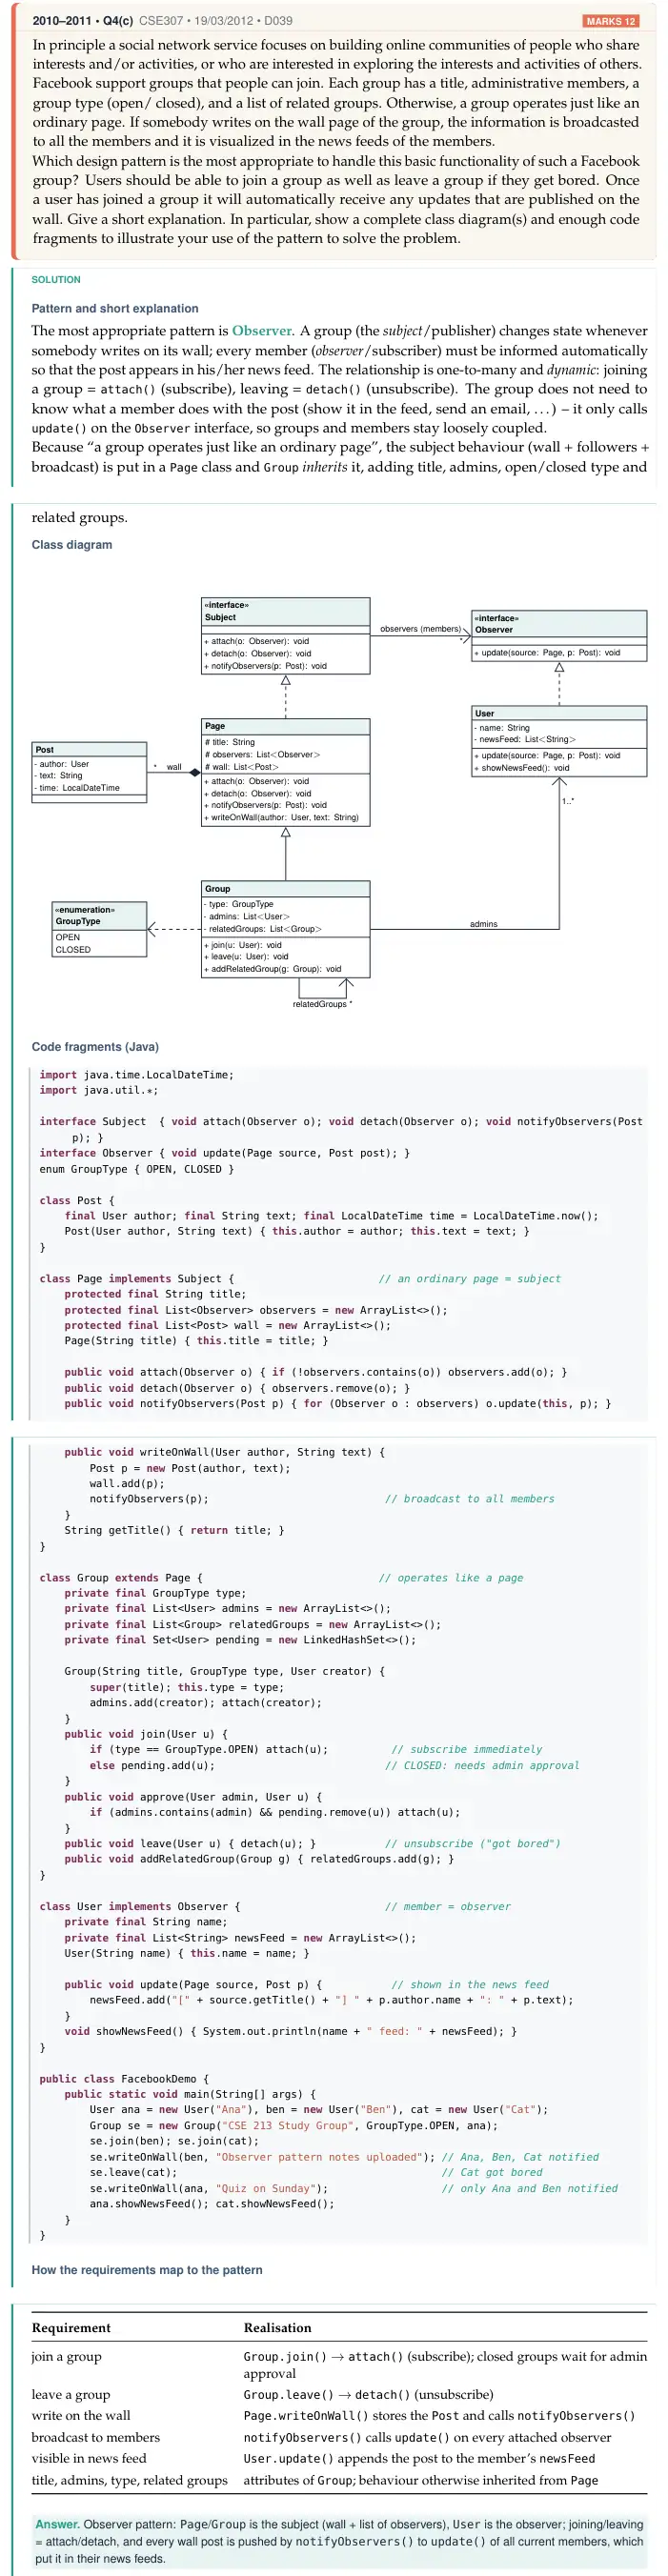 2010–2011 • Q4(c) CSE307 • 19/03/2012 • D039
MARKS 12
In principle a social network service focuses on building online communities of people who share
interests and/or activities, or who are interested in exploring the interests and activities of others.
Facebook support groups that people can join. Each group has a title, administrative members, a
group type (open/ closed), and a list of related groups. Otherwise, a group operates just like an
ordinary page. If somebody writes on the wall page of the group, the information is broadcasted
to all the members and it is visualized in the news feeds of the members.
Which design pattern is the most appropriate to handle this basic functionality of such a Facebook
group? Users should be able to join a group as well as leave a group if they get bored. Once
a user has joined a group it will automatically receive any updates that are published on the
wall. Give a short explanation. In particular, show a complete class diagram(s) and enough code
fragments to illustrate your use of the pattern to solve the problem.
SOLUTION
Pattern and short explanation
The most appropriate pattern is Observer. A group (the subject/publisher) changes state whenever
somebody writes on its wall; every member (observer/subscriber) must be informed automatically
so that the post appears in his/her news feed. The relationship is one-to-many and dynamic: joining
a group = attach() (subscribe), leaving = detach() (unsubscribe). The group does not need to
know what a member does with the post (show it in the feed, send an email, ...) – it only calls
update() on the Observer interface, so groups and members stay loosely coupled.
Because “a group operates just like an ordinary page”, the subject behaviour (wall + followers +
broadcast) is put in a Page class and Group inherits it, adding title, admins, open/closed type and
related groups.
Class diagram
«interface»
Subject
+ attach(o: Observer): void
+ detach(o: Observer): void
+ notifyObservers(p: Post): void
observers (members)
*
«interface»
Observer
+ update(source: Page, p: Post): void
Page
# title: String
# observers: List<Observer>
# wall: List<Post>
+ attach(o: Observer): void
+ detach(o: Observer): void
+ notifyObservers(p: Post): void
+ writeOnWall(author: User, text: String)
User
- name: String
- newsFeed: List<String>
+ update(source: Page, p: Post): void
+ showNewsFeed(): void
Post
- author: User
- text: String
- time: LocalDateTime
* wall
1..*
Group
- type: GroupType
- admins: List<User>
- relatedGroups: List<Group>
+ join(u: User): void
+ leave(u: User): void
+ addRelatedGroup(g: Group): void
«enumeration»
GroupType
OPEN
CLOSED
admins
relatedGroups *
Code fragments (Java)
import java.time.LocalDateTime;
import java.util.*;
interface Subject  { void attach(Observer o); void detach(Observer o); void notifyObservers(Post
p); }
interface Observer { void update(Page source, Post post); }
enum GroupType { OPEN, CLOSED }
class Post {
final User author; final String text; final LocalDateTime time = LocalDateTime.now();
Post(User author, String text) { this.author = author; this.text = text; }
}
class Page implements Subject { // an ordinary page = subject
protected final String title;
protected final List<Observer> observers = new ArrayList<>();
protected final List<Post> wall = new ArrayList<>();
Page(String title) { this.title = title; }
public void attach(Observer o) { if (!observers.contains(o)) observers.add(o); }
public void detach(Observer o) { observers.remove(o); }
public void notifyObservers(Post p) { for (Observer o : observers) o.update(this, p); }
public void writeOnWall(User author, String text) {
Post p = new Post(author, text);
wall.add(p);
notifyObservers(p); // broadcast to all members
}
String getTitle() { return title; }
}
class Group extends Page { // operates like a page
private final GroupType type;
private final List<User> admins = new ArrayList<>();
private final List<Group> relatedGroups = new ArrayList<>();
private final Set<User> pending = new LinkedHashSet<>();
Group(String title, GroupType type, User creator) {
super(title); this.type = type;
admins.add(creator); attach(creator);
}
public void join(User u) {
if (type == GroupType.OPEN) attach(u); // subscribe immediately
else pending.add(u); // CLOSED: needs admin approval
}
public void approve(User admin, User u) {
if (admins.contains(admin) && pending.remove(u)) attach(u);
}
public void leave(User u) { detach(u); } // unsubscribe ("got bored")
public void addRelatedGroup(Group g) { relatedGroups.add(g); }
}
class User implements Observer { // member = observer
private final String name;
private final List<String> newsFeed = new ArrayList<>();
User(String name) { this.name = name; }
public void update(Page source, Post p) { // shown in the news feed
newsFeed.add("[" + source.getTitle() + "] " + p.author.name + ": " + p.text);
}
void showNewsFeed() { System.out.println(name + " feed: " + newsFeed); }
}
public class FacebookDemo {
public static void main(String[] args) {
User ana = new User("Ana"), ben = new User("Ben"), cat = new User("Cat");
Group se = new Group("CSE 213 Study Group", GroupType.OPEN, ana);
se.join(ben); se.join(cat);
se.writeOnWall(ben, "Observer pattern notes uploaded"); // Ana, Ben, Cat notified
se.leave(cat); // Cat got bored
se.writeOnWall(ana, "Quiz on Sunday"); // only Ana and Ben notified
ana.showNewsFeed(); cat.showNewsFeed();
}
}
How the requirements map to the pattern
Requirement Realisation
join a group Group.join() → attach() (subscribe); closed groups wait for admin
approval
leave a group Group.leave() → detach() (unsubscribe)
write on the wall Page.writeOnWall() stores the Post and calls notifyObservers()
broadcast to members notifyObservers() calls update() on every attached observer
visible in news feed User.update() appends the post to the member’s newsFeed
title, admins, type, related groups attributes of Group; behaviour otherwise inherited from Page
Answer. Observer pattern: Page/Group is the subject (wall + list of observers), User is the observer; joining/leaving
= attach/detach, and every wall post is pushed by notifyObservers() to update() of all current members, which
put it in their news feeds.